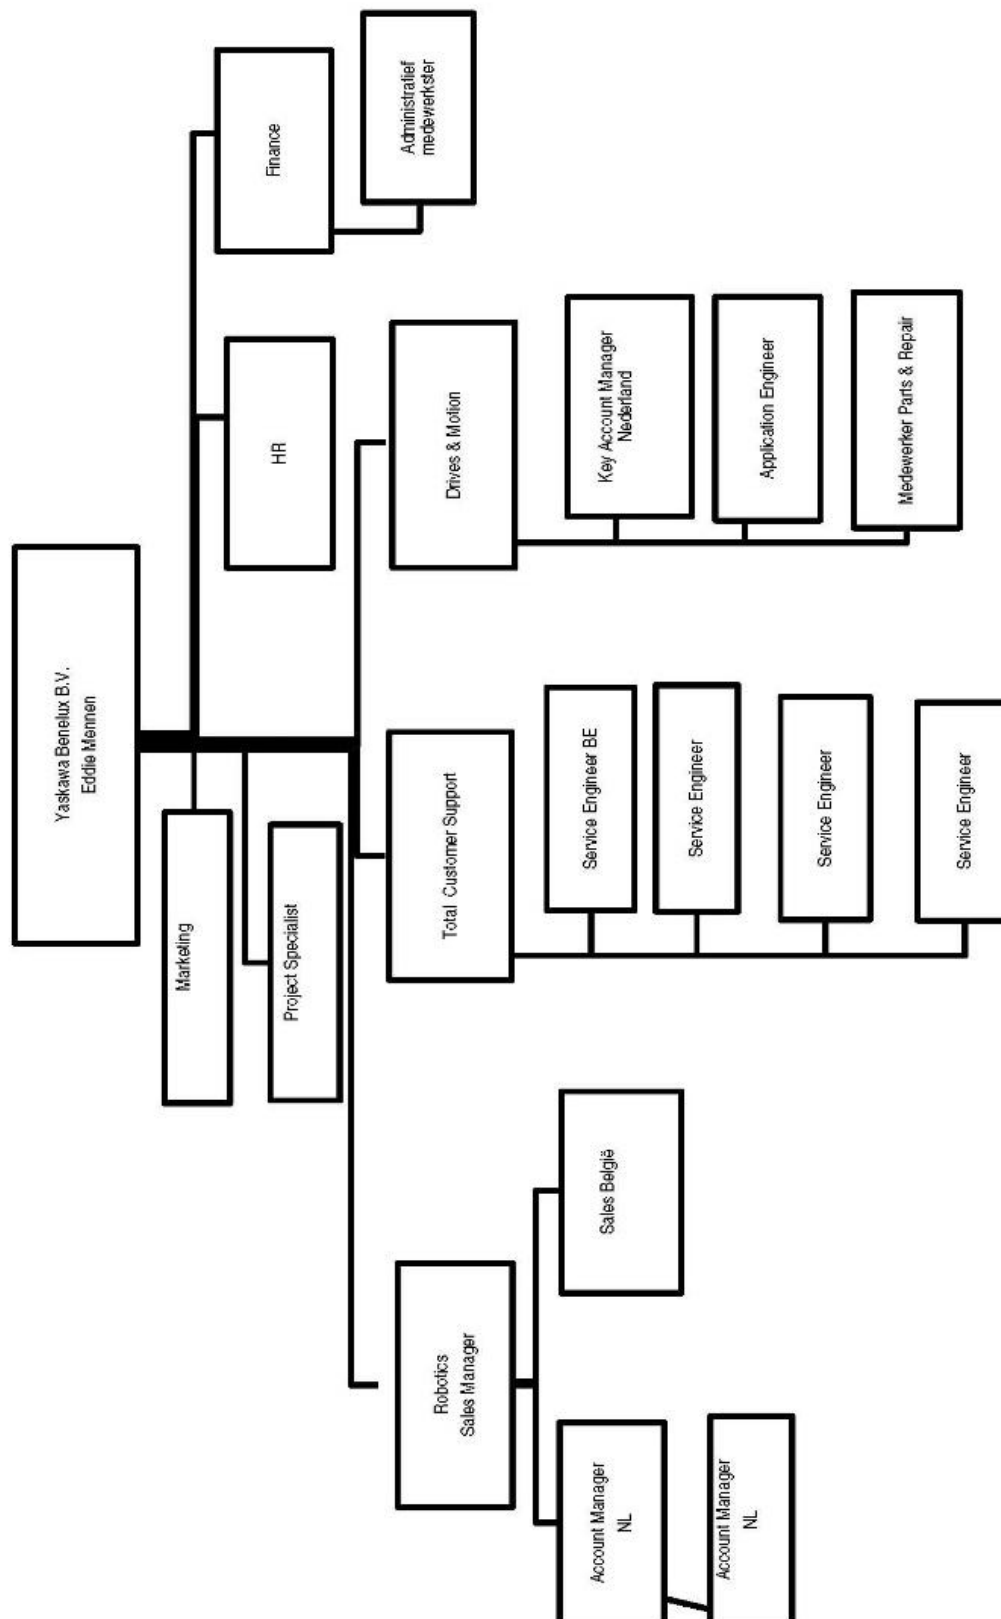 Yaskawa Benelux B.V.
Eddie Mennen
Marketing
Project Specialist
HR
Finance
Administratief
medewerkster
Robotics
Sales Manager
Account Manager
NL
Account Manager
NL
Sales België
Total Customer Support
Service Engineer BE
Service Engineer
Service Engineer
Service Engineer
Drives & Motion
Key Account Manager
Nederland
Application Engineer
Medewerker Parts & Repair